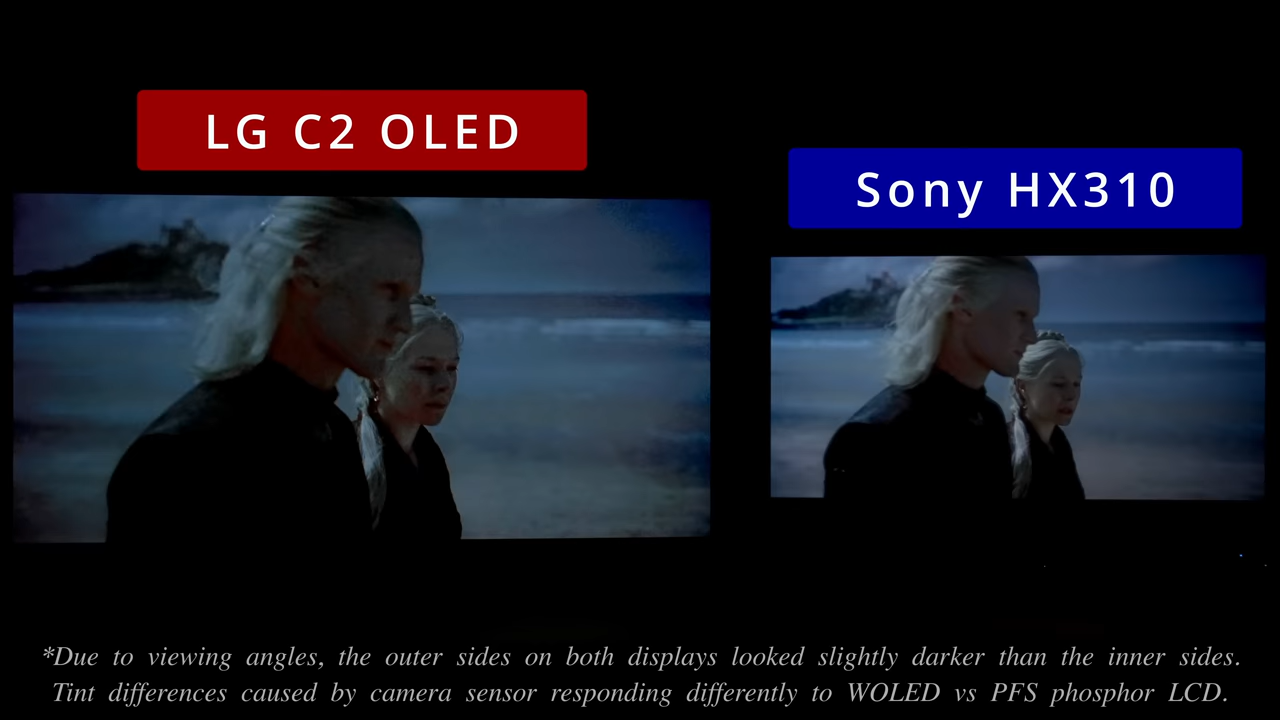 LG C2 OLED
Sony HX310
*Due to viewing angles, the outer sides on both displays looked slightly darker than the inner sides.
Tint differences caused by camera sensor responding differently to WOLED vs PFS phosphor LCD.